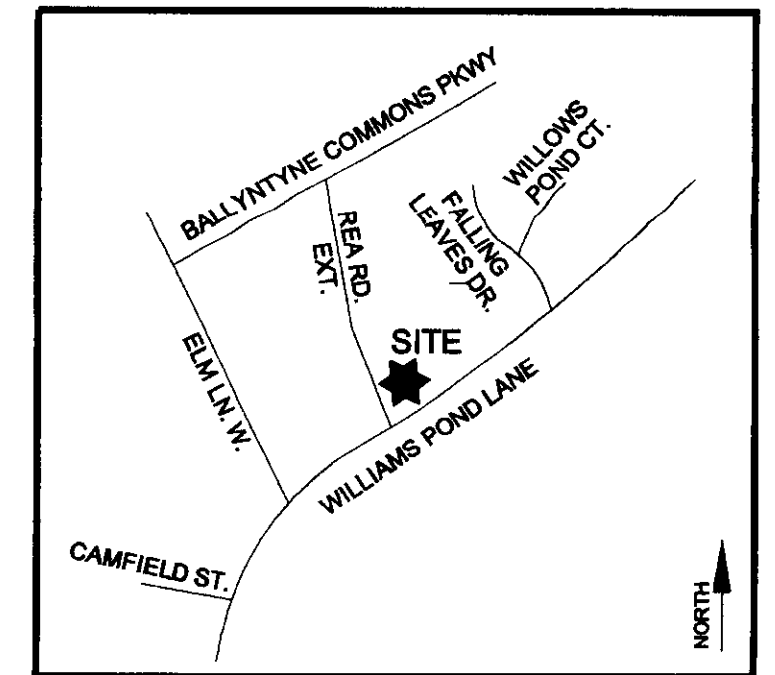 BALLYNTYNE COMMONS PKWY
WILLOWS
POND CT.
FALLING
LEAVES DR.
REA RD.
EXT.
SITE
ELM LN. W.
WILLIAMS POND LANE
CAMFIELD ST.
NORTH